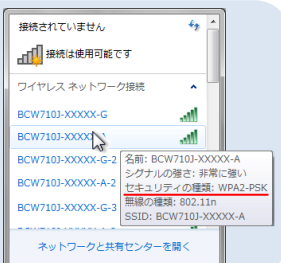 接続されていません
接続は使用可能です
ワイヤレス ネットワーク接続
BCW710J-XXXXX-G
BCW710J-XXXXX
BCW710J-XXXXX-G-2
BCW710J-XXXXX-A-2
BCW710J-XXXXX-G-3
名前: BCW710J-XXXXX-A
シグナルの強さ: 非常に強い
セキュリティの種類: WPA2-PSK
無線の種類: 802.11n
SSID: BCW710J-XXXXX-A
ネットワークと共有センターを開く